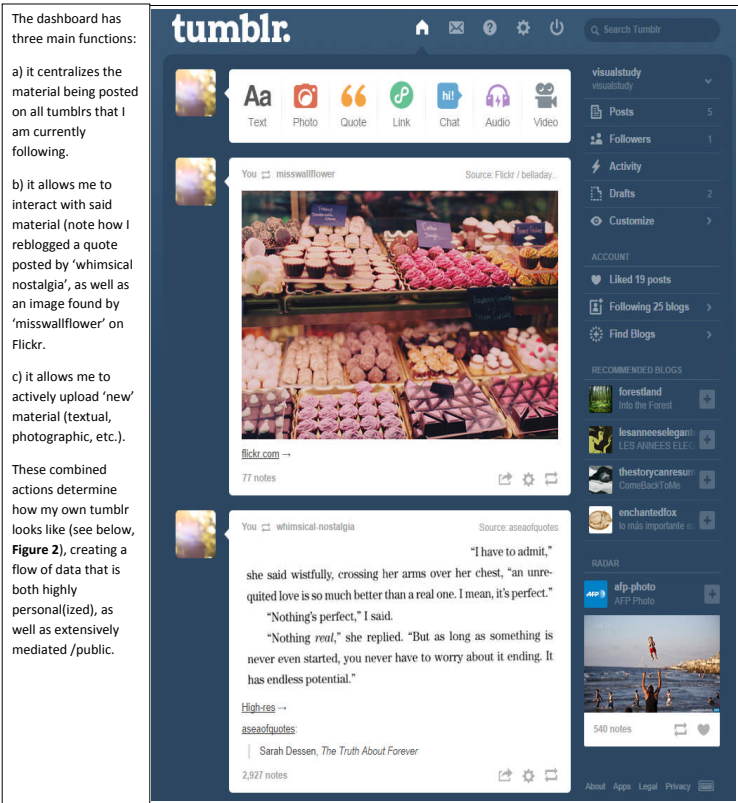 The dashboard has
three main functions:
a) it centralizes the
material being posted
on all tumblrs that I
am currently
following.
b) it allows me to
interact with said
material (note how I
reblogged a quote
posted by ‘whimsical
nostalgia’, as well as
an image found by
‘misswallflower’ on
Flickr.
c) it allows me to
actively upload ‘new’
material (textual,
photographic, etc.).
These combined
actions determine
how my own tumblr
looks like (see below,
Figure 2), creating a
flow of data that is
both highly
personal(ized), as
well as extensively
mediated /public.
tumblr.
Search Tumblr
Aa
hi!
Text Photo Quote Link Chat Audio Video
You misswallflower Source: Flickr / belladay...
flickr.com →
77 notes
You whimsical-nostalgia Source: aseaofquotes
“I have to admit,”
she said wistfully, crossing her arms over her chest, “an unre-
quited love is so much better than a real one. I mean, it’s perfect.”
“Nothing’s perfect,” I said.
“Nothing real,” she replied. “But as long as something is
never even started, you never have to worry about it ending. It
has endless potential.”
High-res →
aseaofquotes:
Sarah Dessen, The Truth About Forever
2,927 notes
visualstudy
visualstudy
Posts 5
Followers 1
Activity
Drafts 2
Customize
ACCOUNT
Liked 19 posts
Following 25 blogs
Find Blogs
RECOMMENDED BLOGS
forestland
Into the Forest
lesanneeselegant
LES ANNEES ELEG
thestorycanresum
ComeBackToMe
enchantedfox
lo más importante e
RADAR
AFP
afp-photo
AFP Photo
540 notes
About Apps Legal Privacy